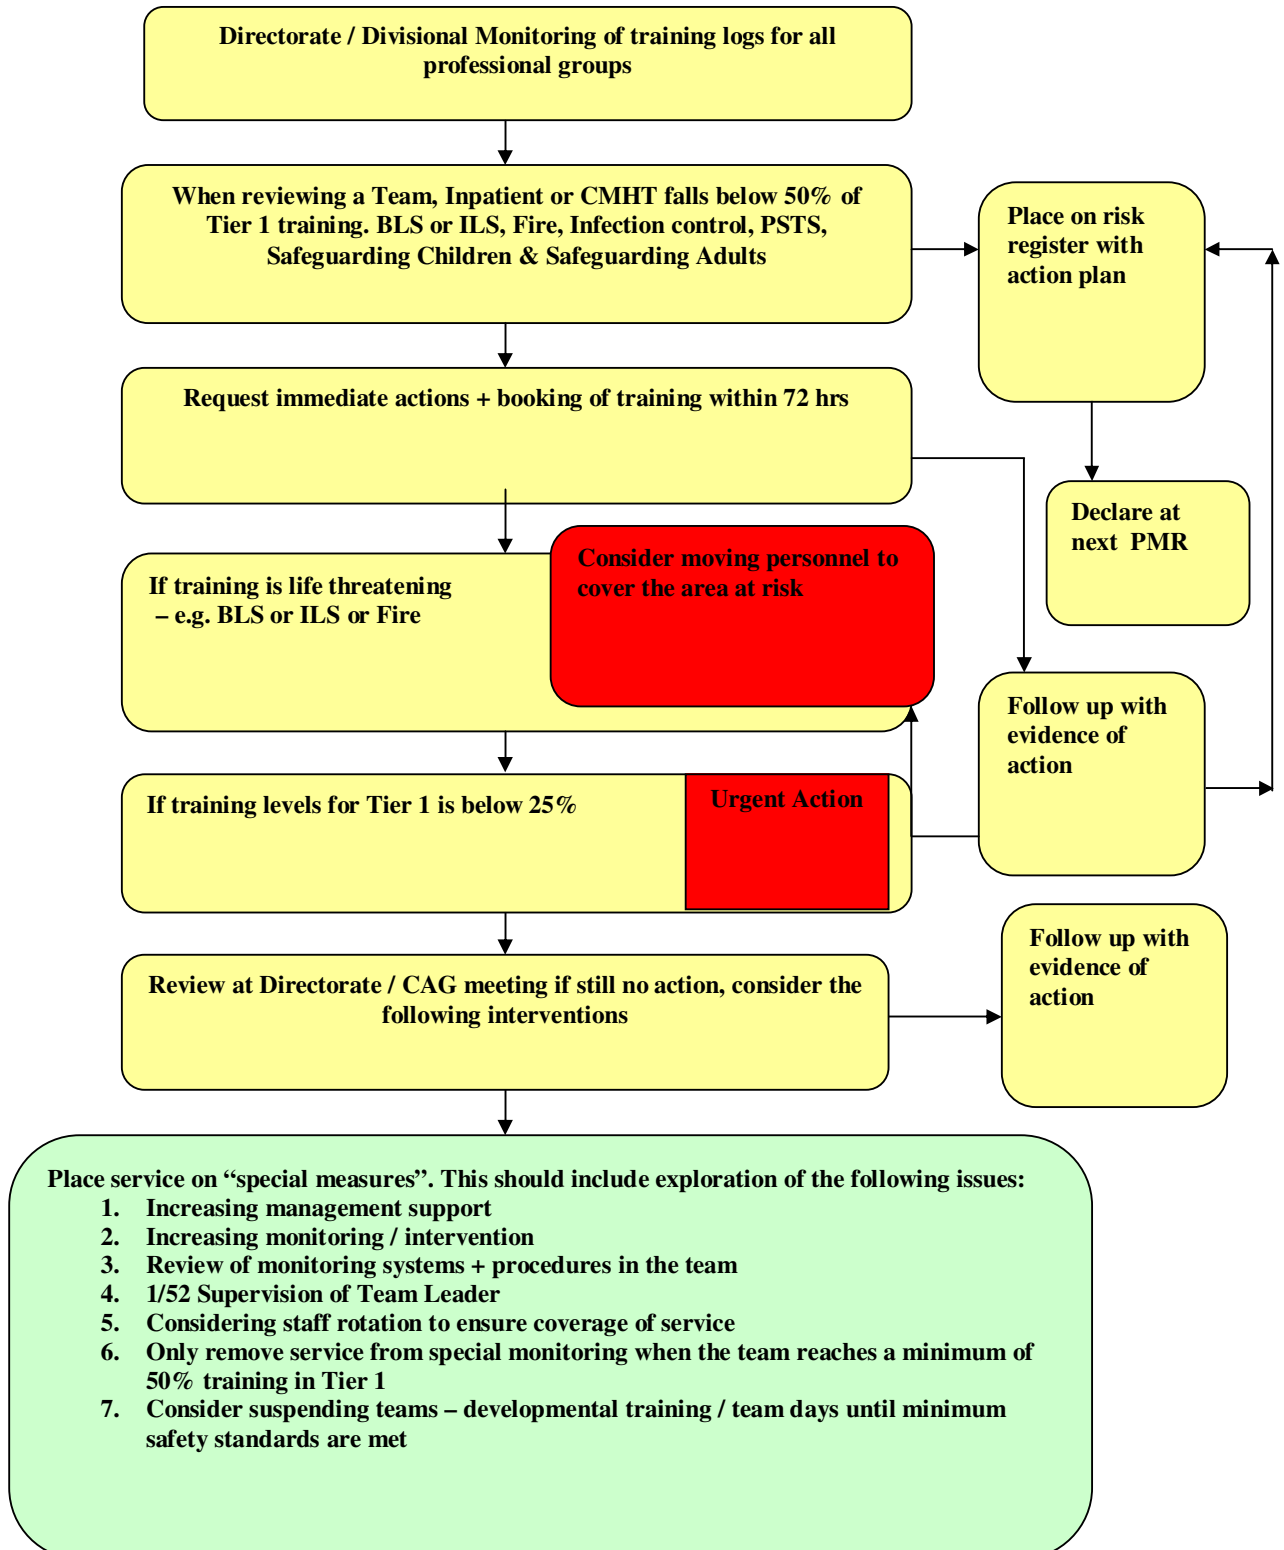 Directorate / Divisional Monitoring of training logs for all
professional groups
When reviewing a Team, Inpatient or CMHT falls below 50% of
Tier 1 training. BLS or ILS, Fire, Infection control, PSTS,
Safeguarding Children & Safeguarding Adults
Place on risk
register with
action plan
Request immediate actions + booking of training within 72 hrs
Declare at
next PMR
If training is life threatening
– e.g. BLS or ILS or Fire
Consider moving personnel to
cover the area at risk
Follow up with
evidence of
action
If training levels for Tier 1 is below 25%
Urgent Action
Review at Directorate / CAG meeting if still no action, consider the
following interventions
Follow up with
evidence of
action
Place service on “special measures”. This should include exploration of the following issues:
1. Increasing management support
2. Increasing monitoring / intervention
3. Review of monitoring systems + procedures in the team
4. 1/52 Supervision of Team Leader
5. Considering staff rotation to ensure coverage of service
6. Only remove service from special monitoring when the team reaches a minimum of
50% training in Tier 1
7. Consider suspending teams – developmental training / team days until minimum
safety standards are met